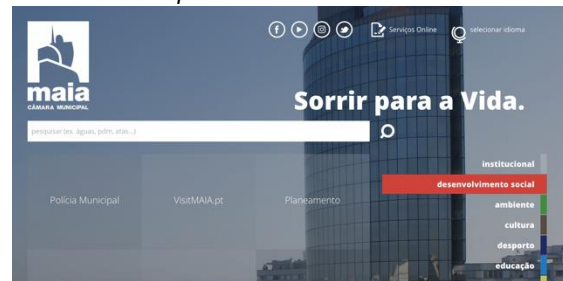 Serviços Online
selecionar idioma
maia
CÂMARA MUNICIPAL
Sorrir para a Vida.
pesquisar (ex. águas, pdm, atas...)
institucional
desenvolvimento social
Polícia Municipal
VisitMAIA.pt
Planeamento
ambiente
cultura
desporto
educação